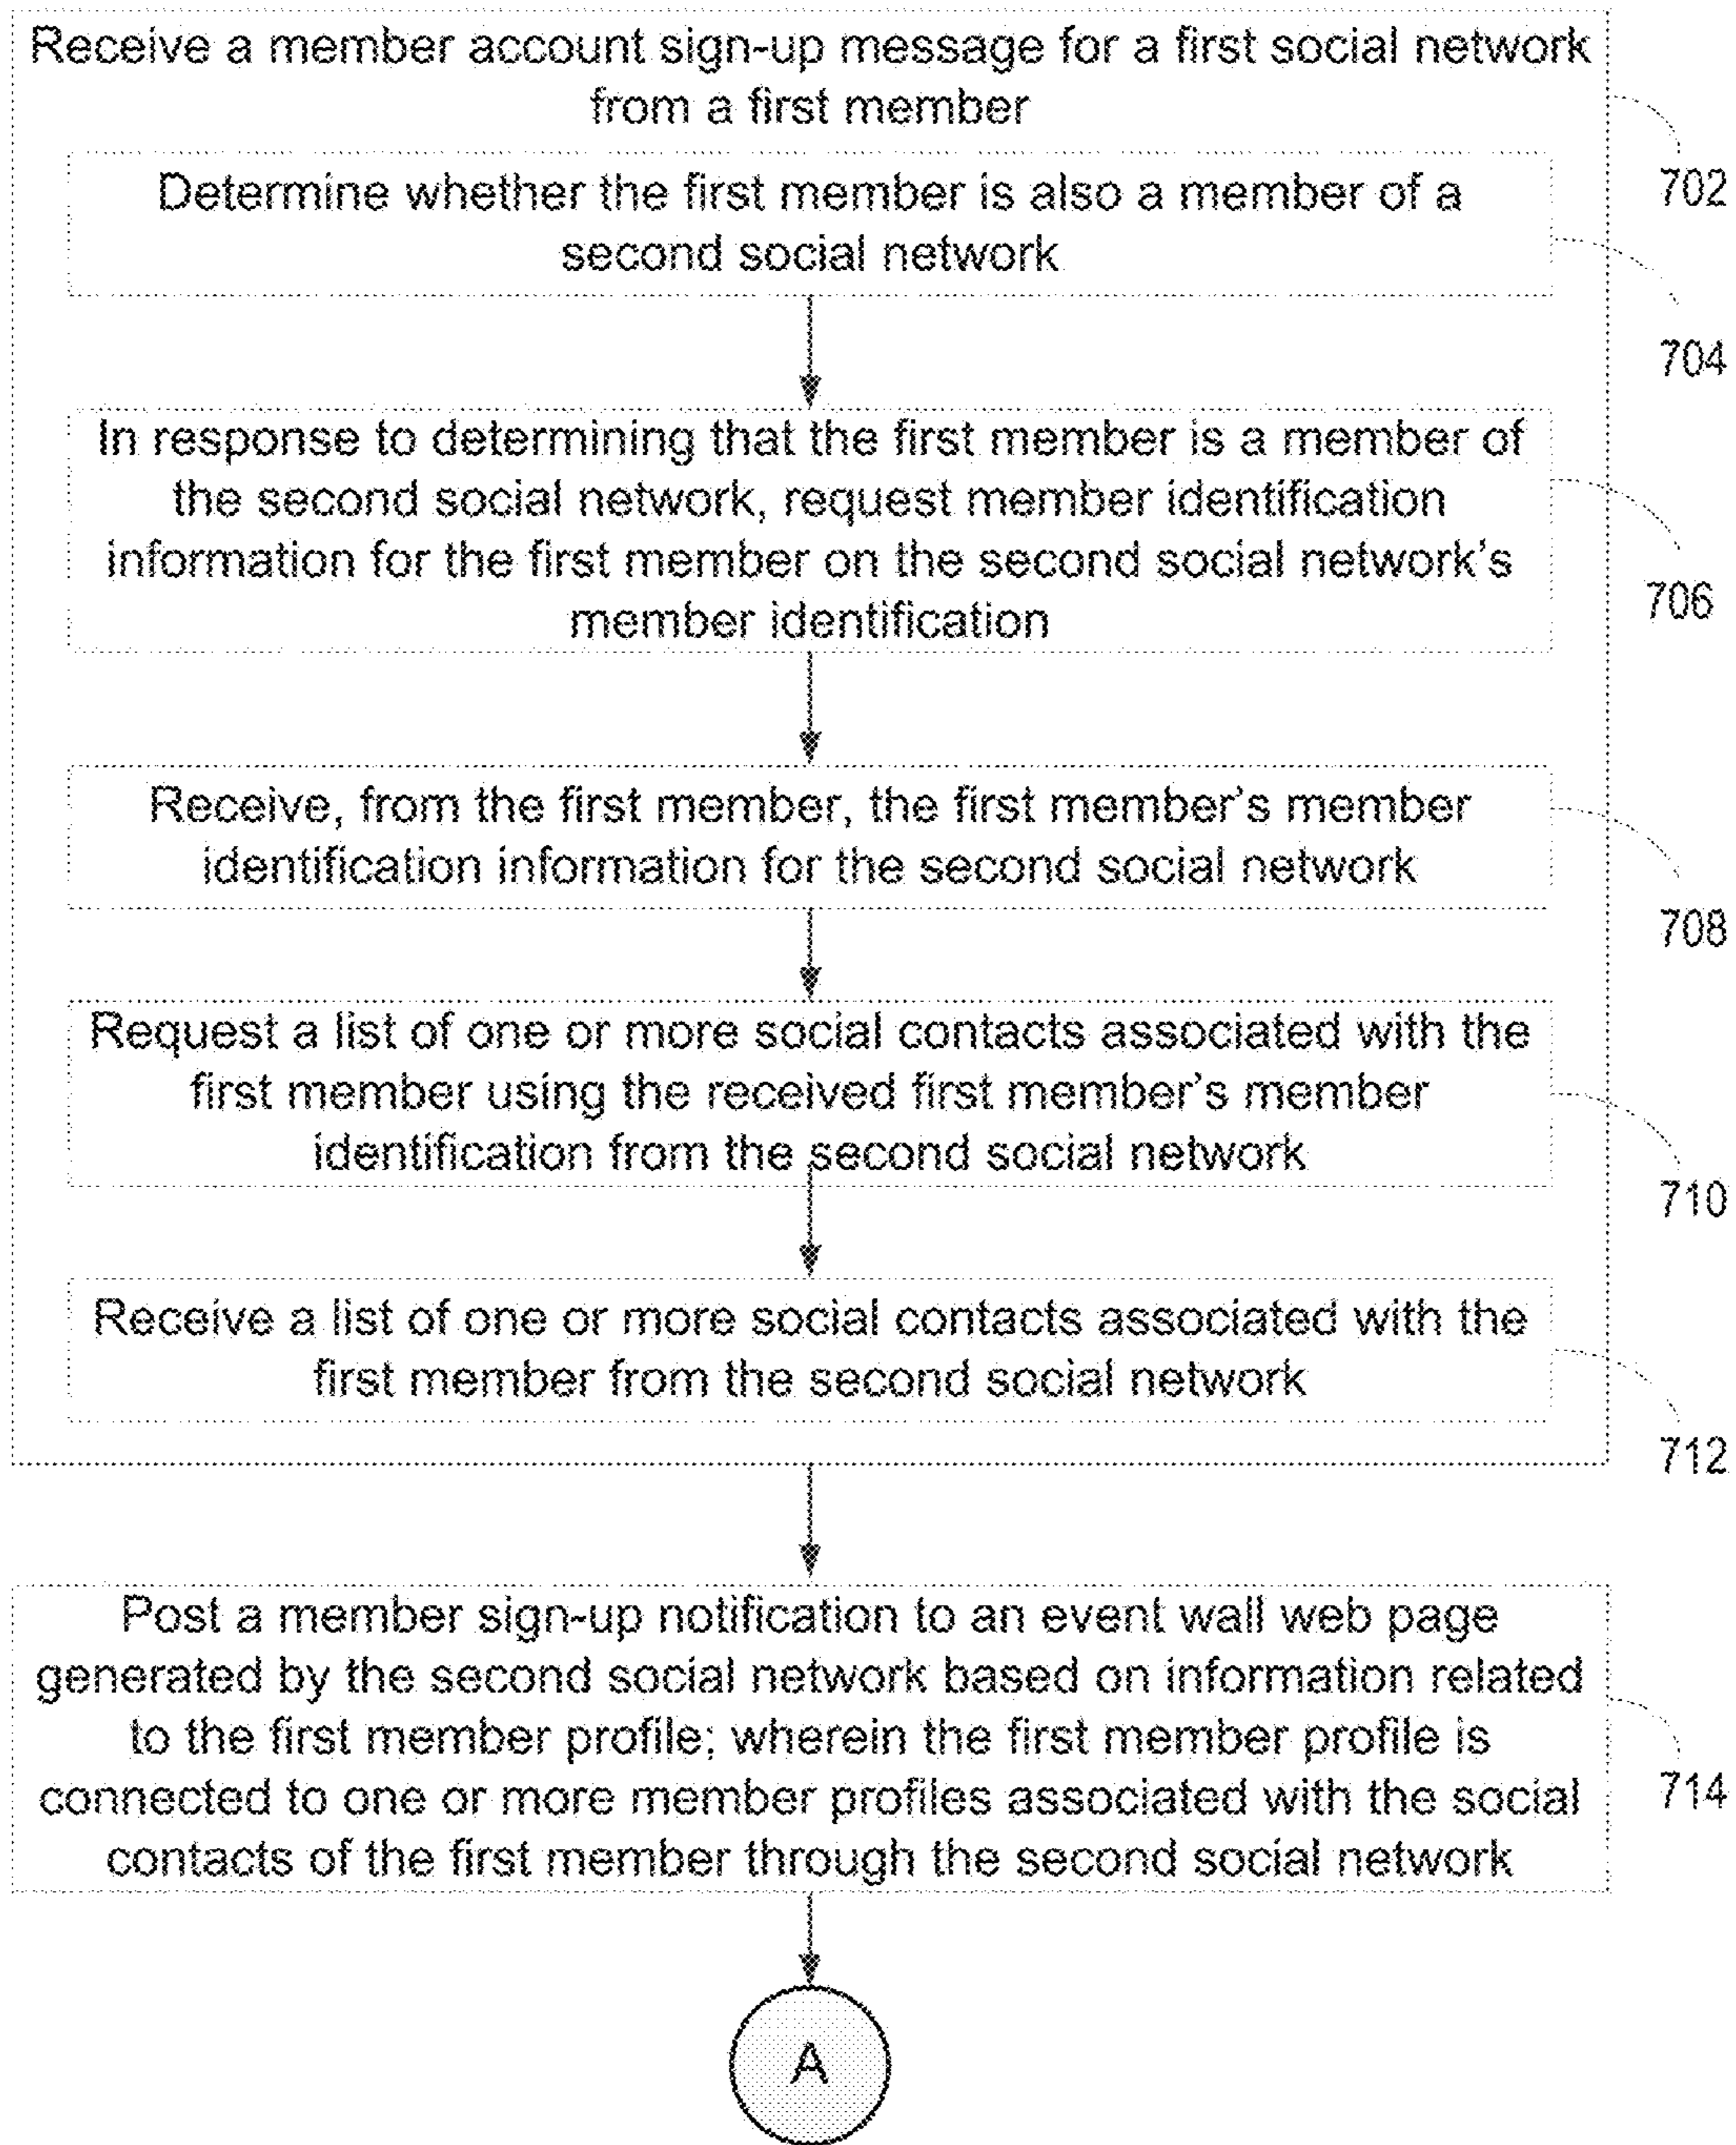 Receive a member account sign-up message for a first social network
from a first member
702
Determine whether the first member is also a member of a
second social network
704
In response to determining that the first member is a member of
the second social network, request member identification
information for the first member on the second social network's
member identification
706
Receive, from the first member, the first member's member
identification information for the second social network
708
Request a list of one or more social contacts associated with the
first member using the received first member's member
identification from the second social network
710
Receive a list of one or more social contacts associated with the
first member from the second social network
712
Post a member sign-up notification to an event wall web page
generated by the second social network based on information related
to the first member profile; wherein the first member profile is
connected to one or more member profiles associated with the social
contacts of the first member through the second social network
714
A